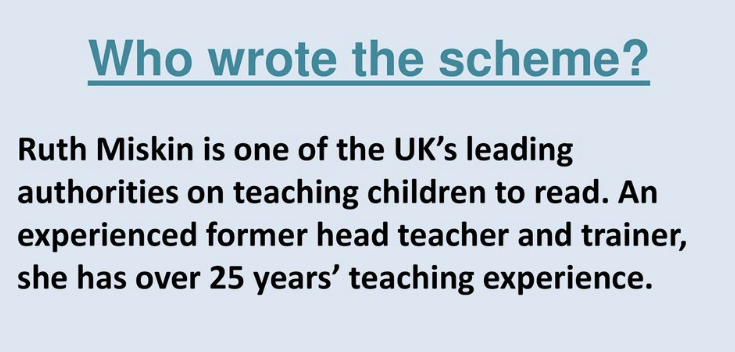 Who wrote the scheme?
Ruth Miskin is one of the UK’s leading
authorities on teaching children to read. An
experienced former head teacher and trainer,
she has over 25 years’ teaching experience.